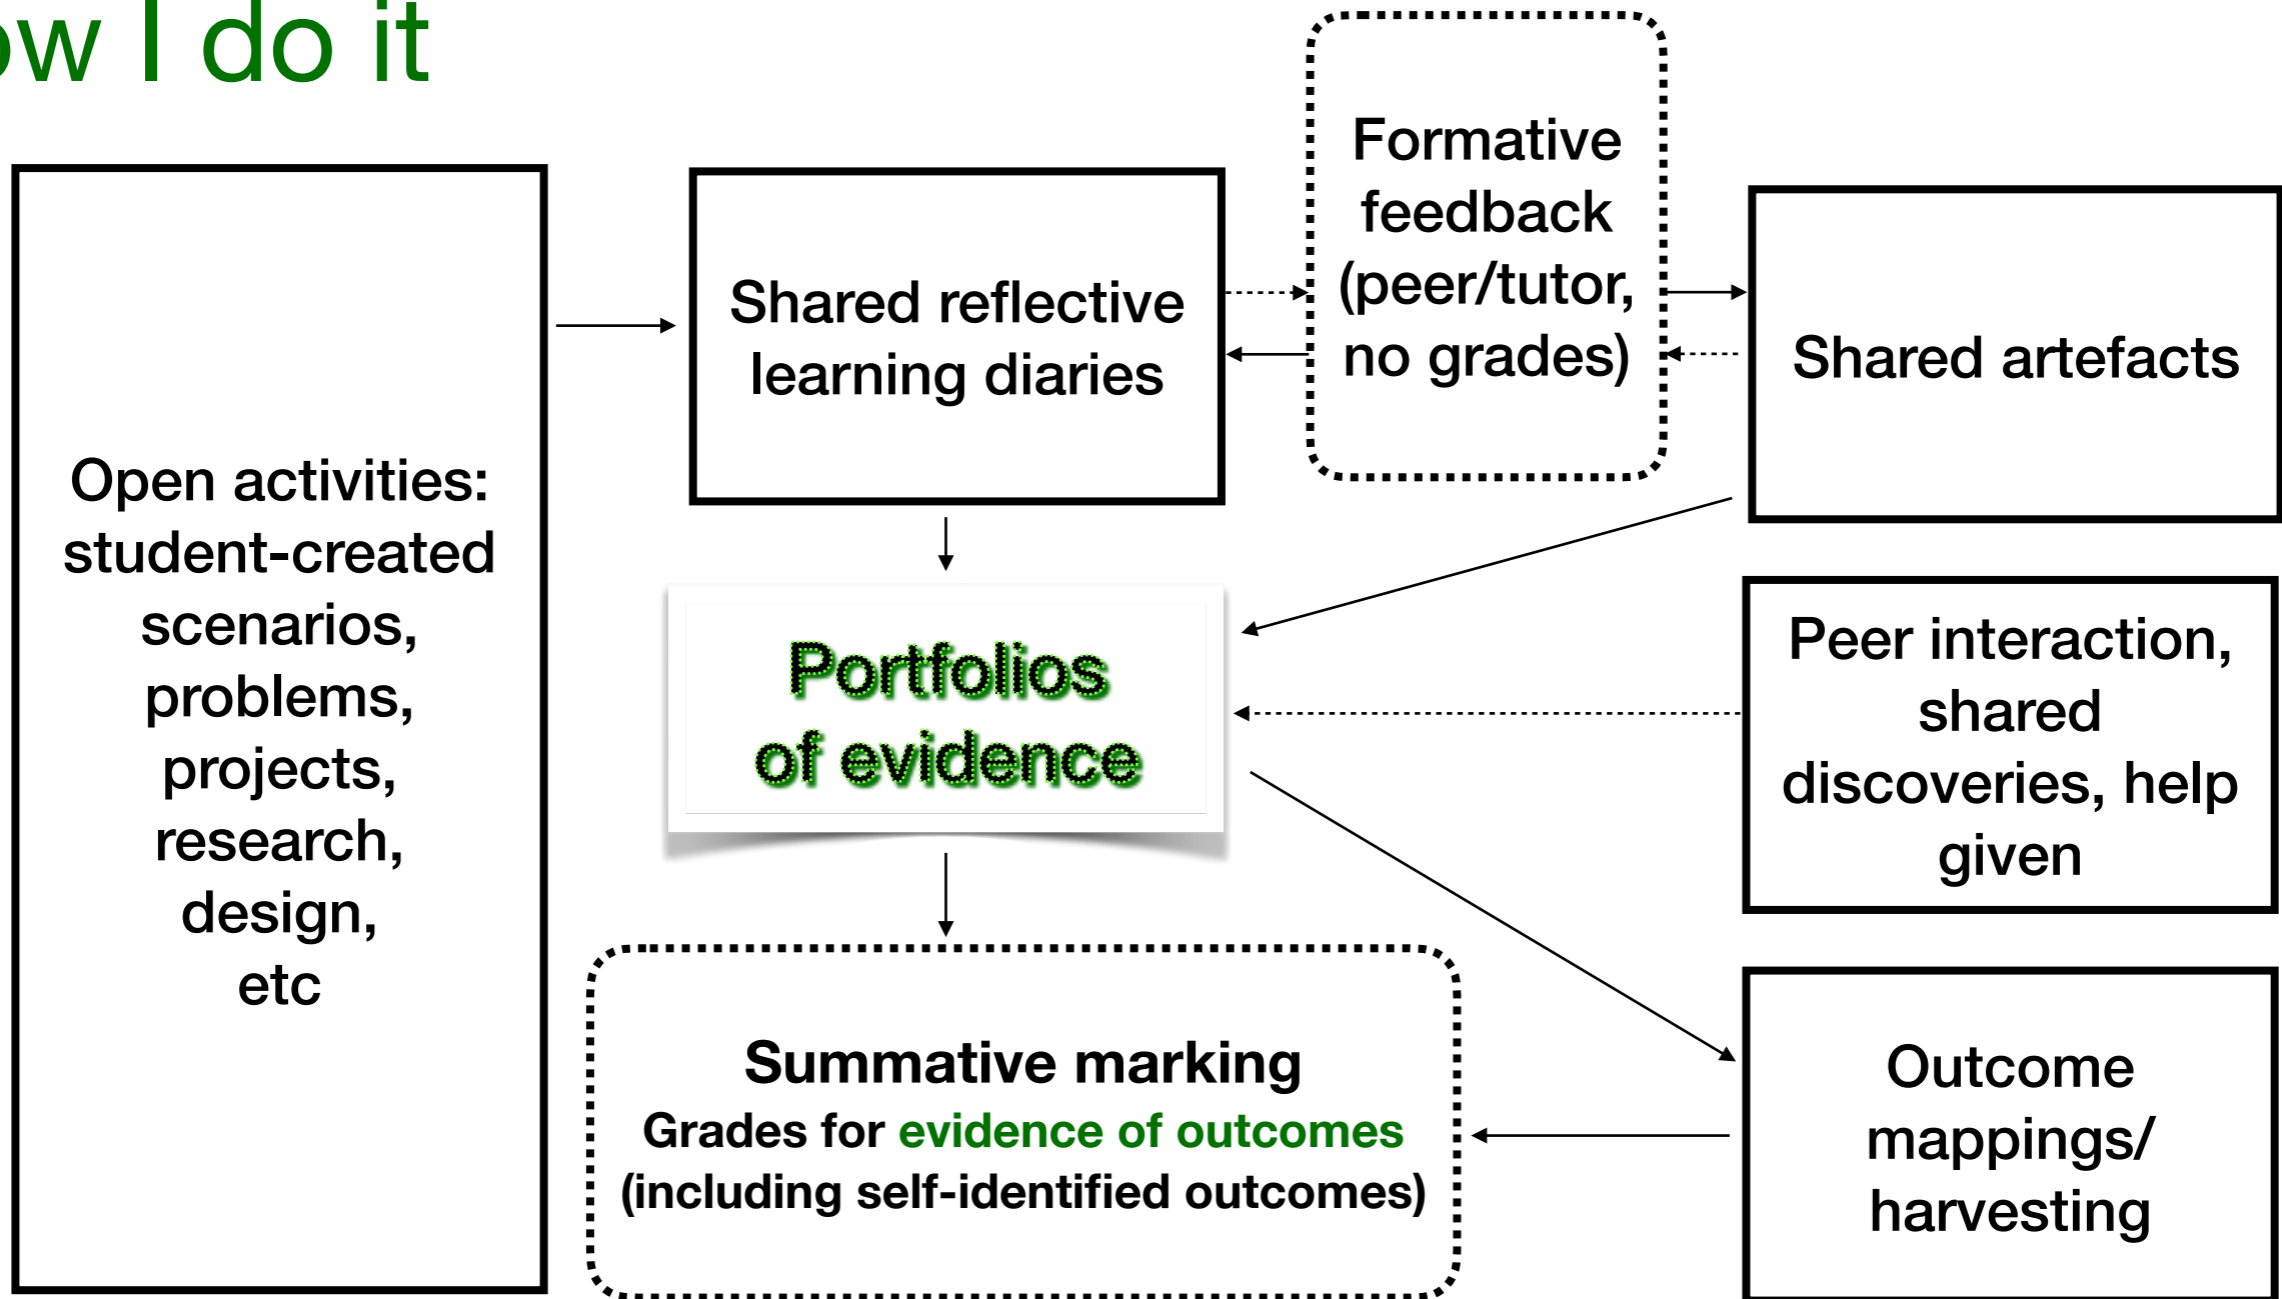 ow I do it
Open activities:
student-created
scenarios,
problems,
projects,
research,
design,
etc
Shared reflective
learning diaries
Formative
feedback
(peer/tutor,
no grades)
Shared artefacts
Portfolios
of evidence
Peer interaction,
shared
discoveries, help
given
Summative marking
Grades for evidence of outcomes
(including self-identified outcomes)
Outcome
mappings/
harvesting